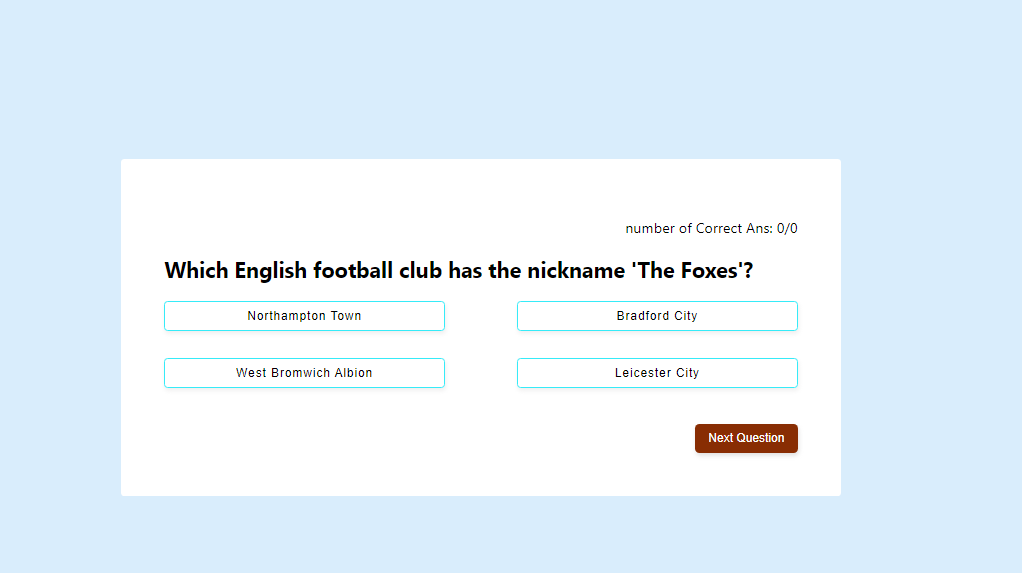 number of Correct Ans: 0/0
Which English football club has the nickname 'The Foxes'?
Northampton Town
Bradford City
West Bromwich Albion
Leicester City
Next Question